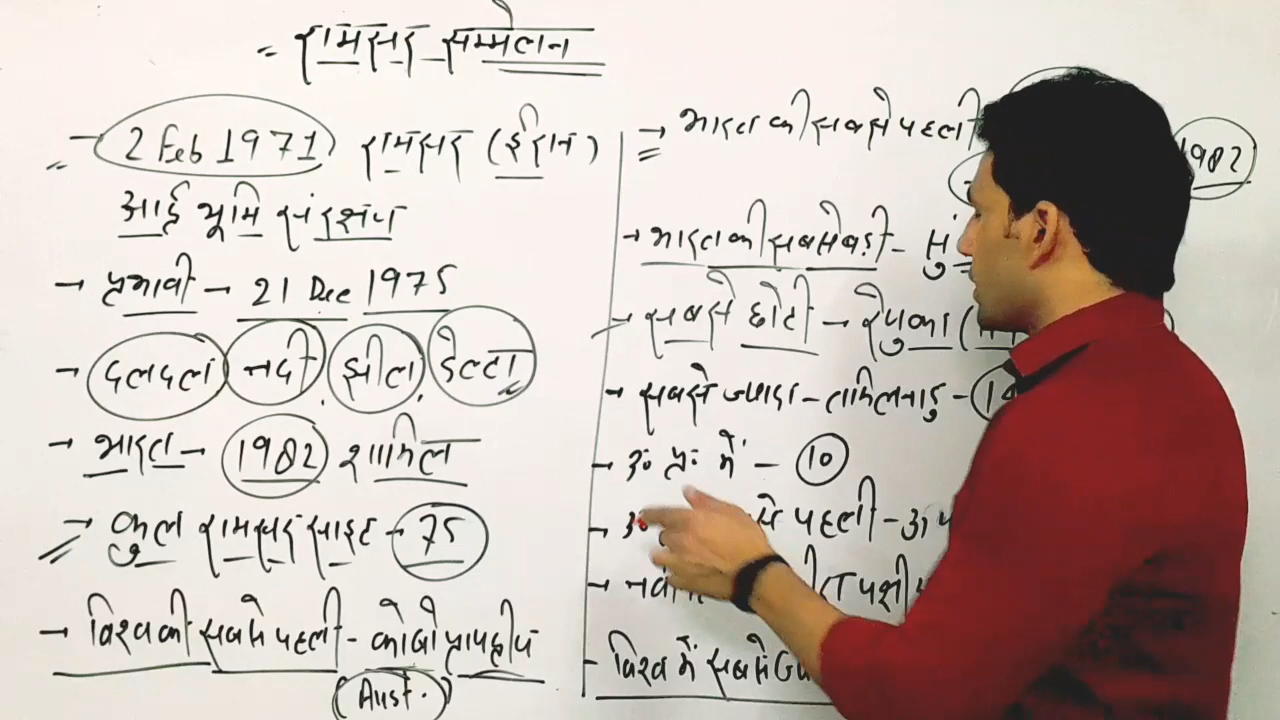 = रामसर सम्मेलन
→ 2 Feb 1971 रामसर (ईरान)
आर्द्र भूमि संरक्षण
→ प्रभावी - 21 Dec 1975
→ दलदल, नदी, झील, डेल्टा
→ भारत - 1982 शामिल
→ कुल रामसर साइट - 75
→ विश्व की सबसे पहली - कोबो प्रायद्वीप
(Aust.)
→ भारत की सबसे पहली
1982
→ भारत की सबसे बड़ी -
→ सबसे छोटी - रेणुका
→ सबसे ज्यादा - तामिलनाडु -
→ उ० प्र० में - 10
→ पहली -
→
- विश्व में सबसे